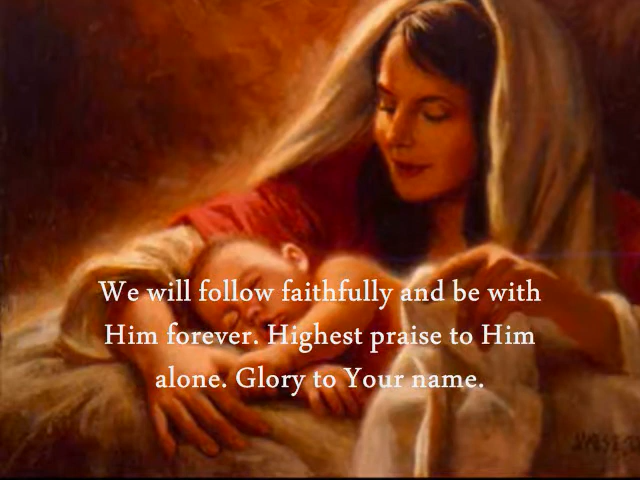 We will follow faithfully and be with
Him forever. Highest praise to Him
alone. Glory to Your name.